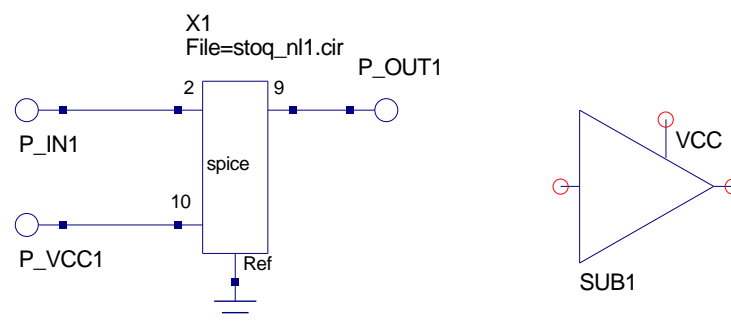 X1
File=stoq_nl1.cir
P_OUT1
2
9
P_IN1
VCC
spice
10
P_VCC1
Ref
SUB1